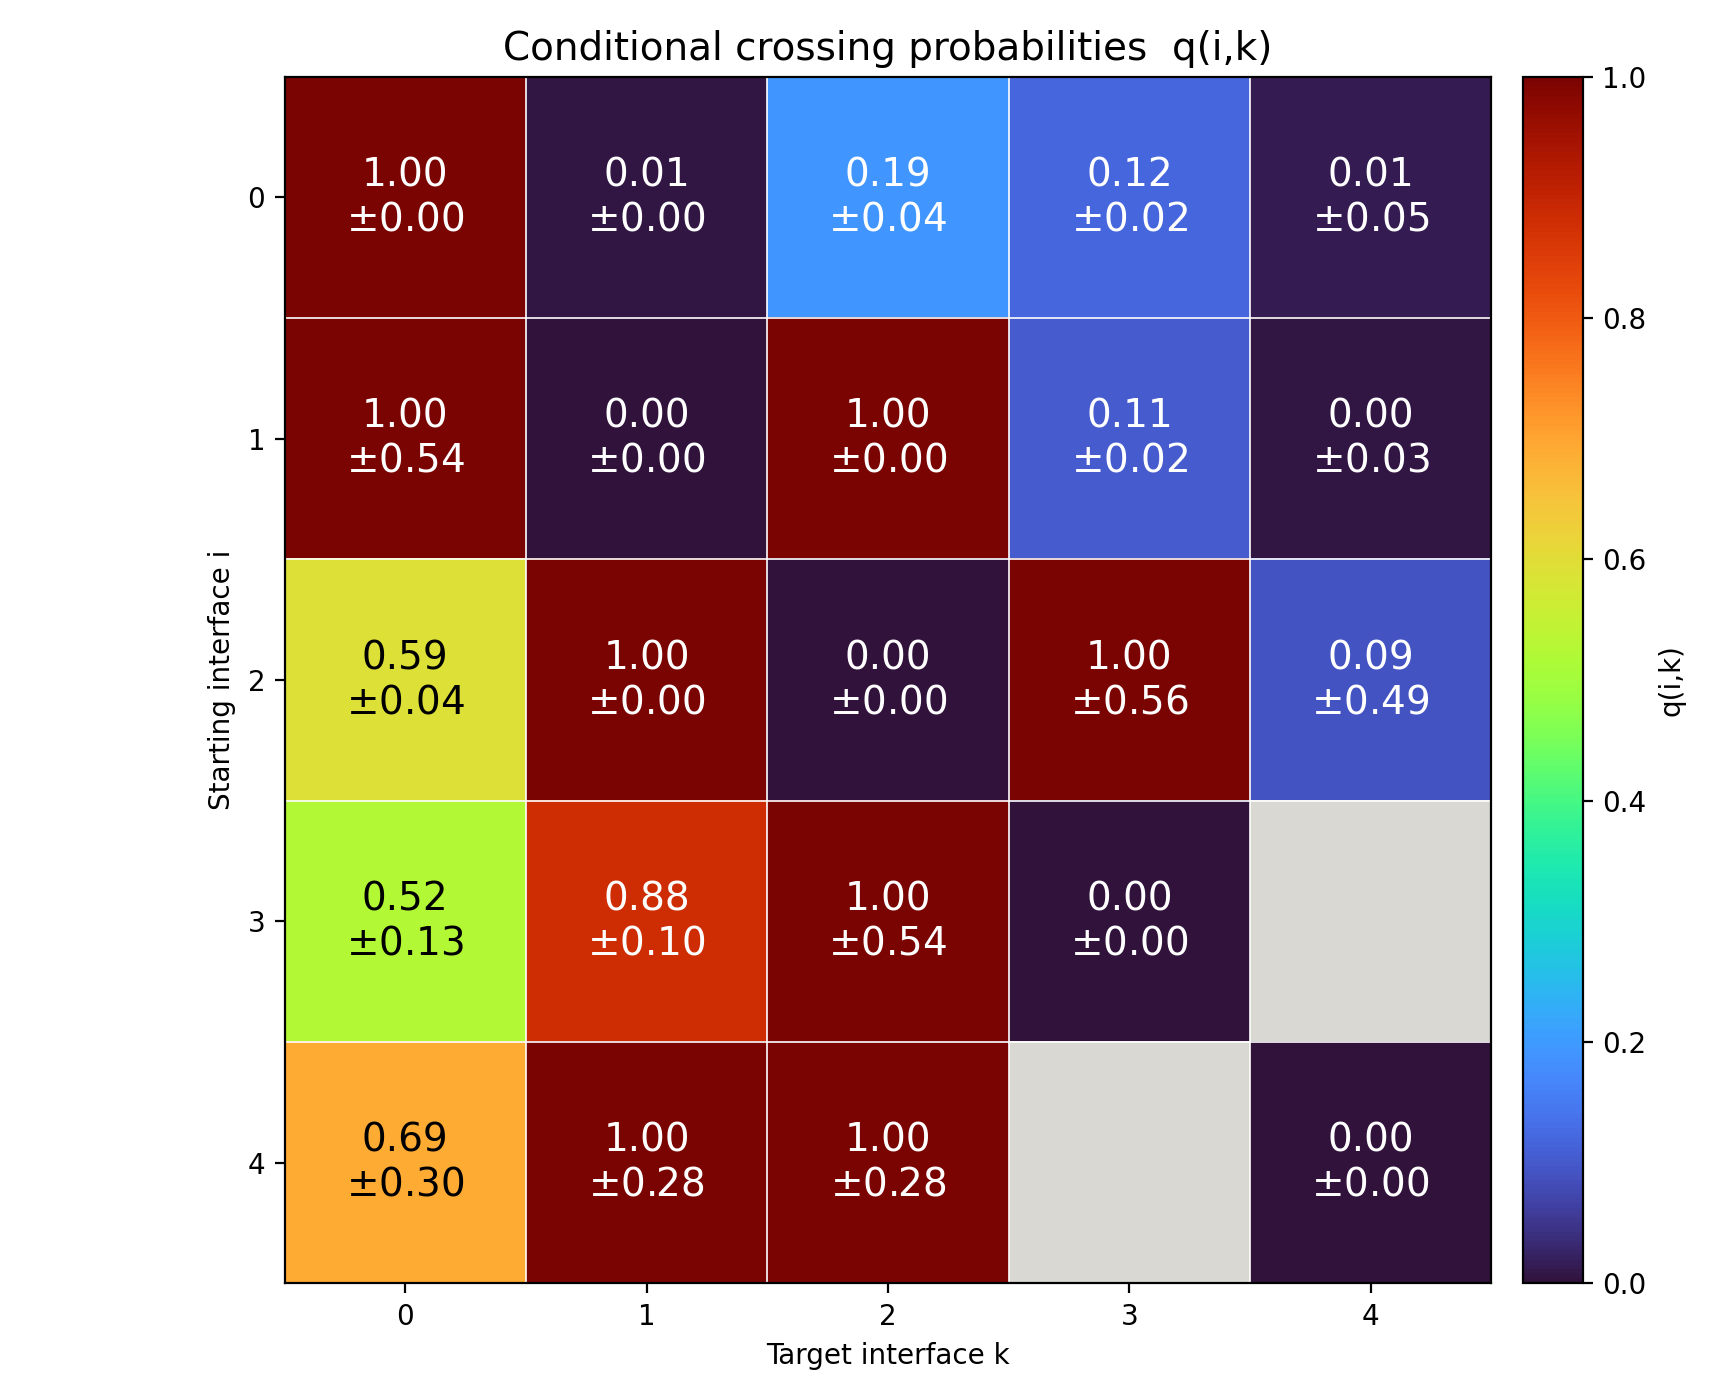 Conditional crossing probabilities  q(i,k)
1.00 0.01 0.19 0.12 0.01
±0.00 ±0.00 ±0.04 ±0.02 ±0.05
0
1.00 0.00 1.00 0.11 0.00
±0.54 ±0.00 ±0.00 ±0.02 ±0.03
1
0.59 1.00 0.00 1.00 0.09
±0.04 ±0.00 ±0.00 ±0.56 ±0.49
2
0.52 0.88 1.00 0.00
±0.13 ±0.10 ±0.54 ±0.00
3
0.69 1.00 1.00 0.00
±0.30 ±0.28 ±0.28 ±0.00
4
0 1 2 3 4
Target interface k
Starting interface i
1.0
0.8
0.6
0.4
0.2
0.0
q(i,k)